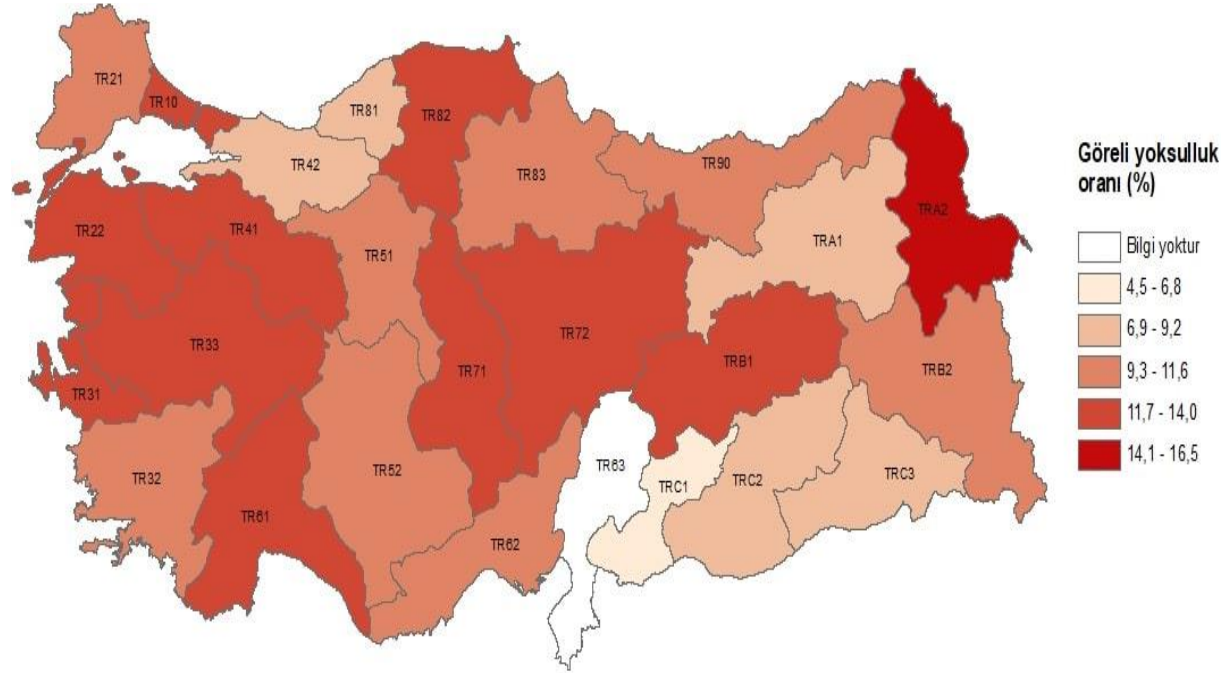 TR21
TR10
TR81
TR82
TR42
TR83
TR90
TRA2
TR22
TR41
TR51
TRA1
TR33
TR72
TR71
TRB1
TRB2
TR31
TR32
TR52
TR63
TRC1
TRC2
TRC3
TR61
TR62
Göreli yoksulluk
oranı (%)
Bilgi yoktur
4,5 - 6,8
6,9 - 9,2
9,3 - 11,6
11,7 - 14,0
14,1 - 16,5